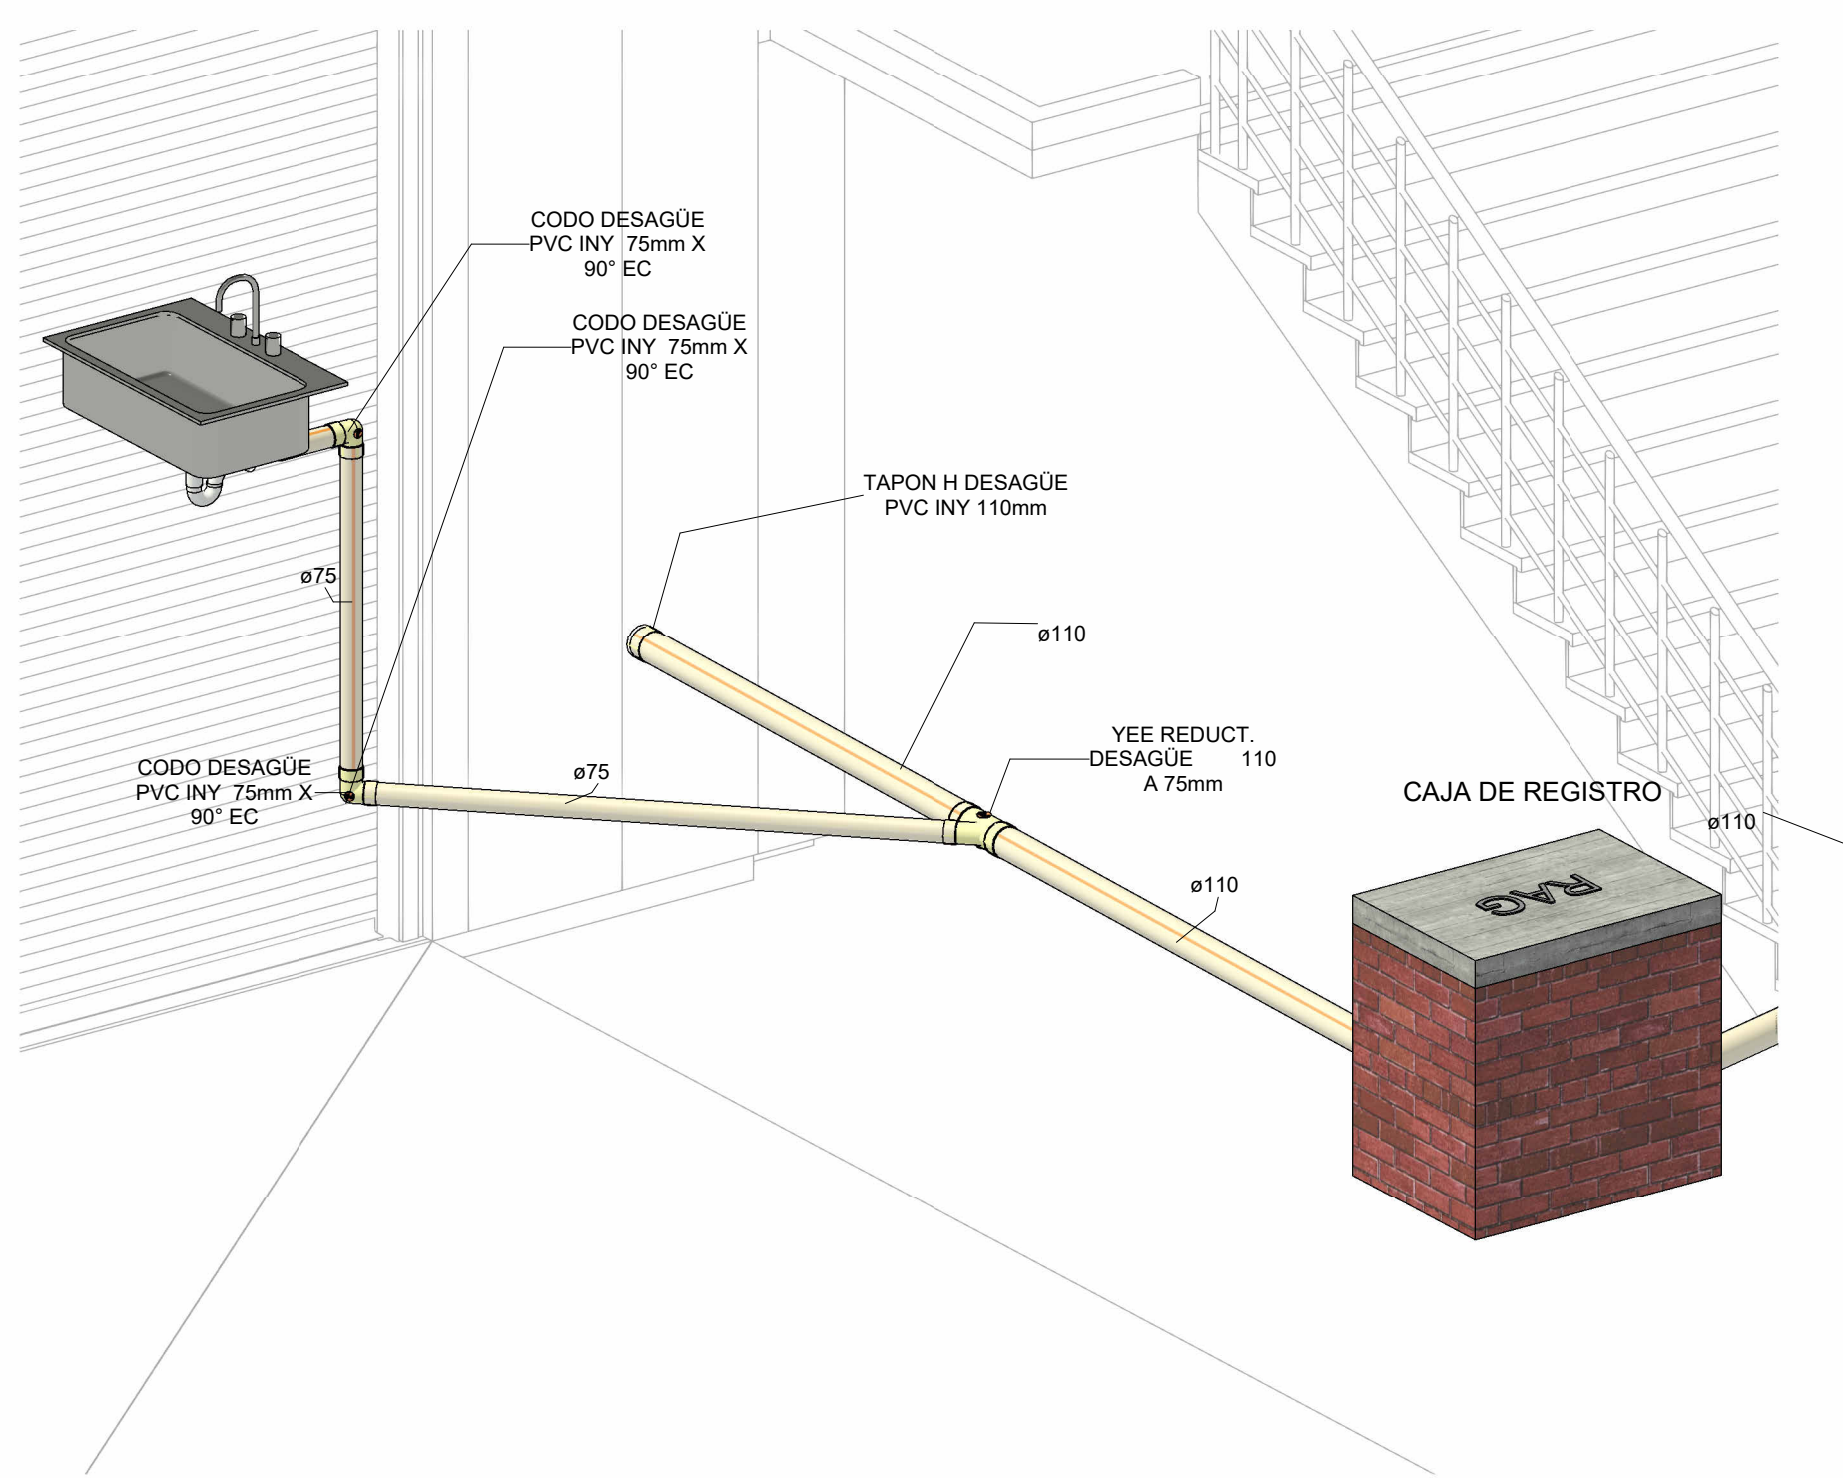 CODO DESAGÜE
PVC INY 75mm X
90° EC
CODO DESAGÜE
PVC INY 75mm X
90° EC
TAPON H DESAGÜE
PVC INY 110mm
ø75
ø110
YEE REDUCT.
DESAGÜE 110
A 75mm
CODO DESAGÜE
PVC INY 75mm X
90° EC
ø75
CAJA DE REGISTRO
ø110
ø110
RAG